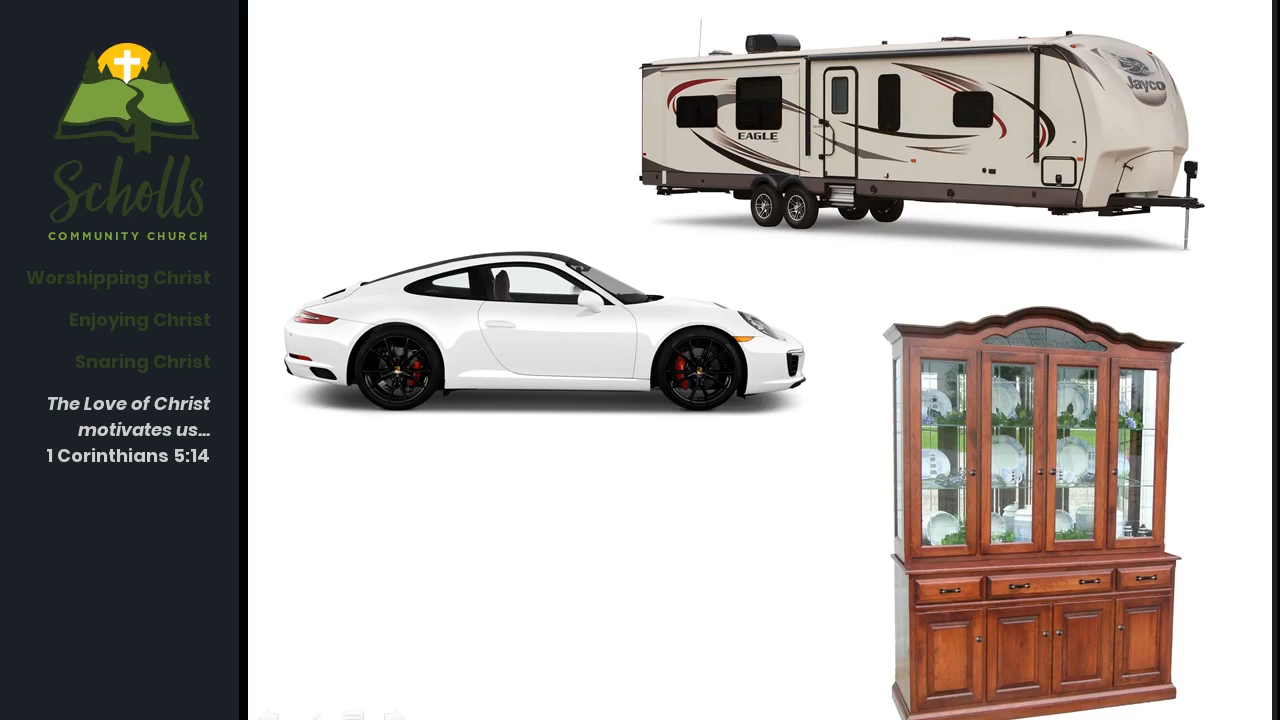 Scholls
COMMUNITY CHURCH
Worshipping Christ
Enjoying Christ
Snaring Christ
The Love of Christ
motivates us...
1 Corinthians 5:14
Jayco
EAGLE